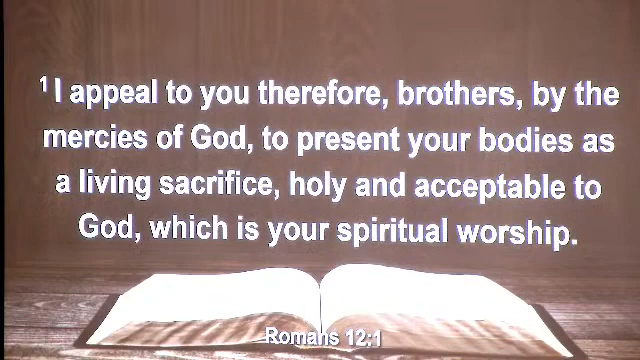 ¹ I appeal to you therefore, brothers, by the
mercies of God, to present your bodies as
a living sacrifice, holy and acceptable to
God, which is your spiritual worship.
Romans 12:1